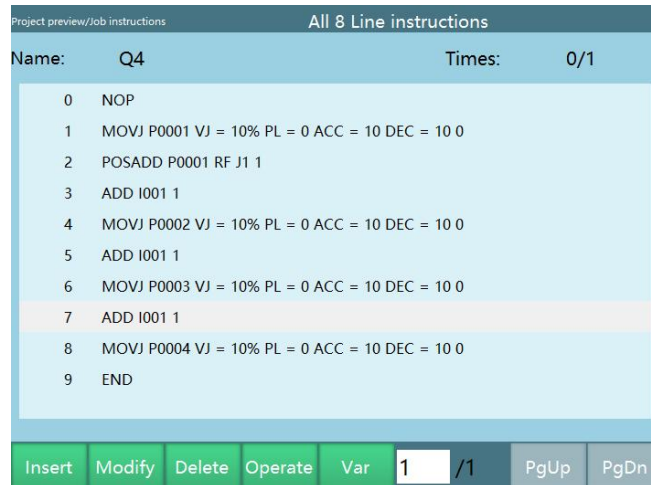 Project preview/Job instructions All 8 Line instructions
Name: Q4 Times: 0/1
0 NOP
1 MOVJ P0001 VJ = 10% PL = 0 ACC = 10 DEC = 10 0
2 POSADD P0001 RF J1 1
3 ADD I001 1
4 MOVJ P0002 VJ = 10% PL = 0 ACC = 10 DEC = 10 0
5 ADD I001 1
6 MOVJ P0003 VJ = 10% PL = 0 ACC = 10 DEC = 10 0
7 ADD I001 1
8 MOVJ P0004 VJ = 10% PL = 0 ACC = 10 DEC = 10 0
9 END
Insert Modify Delete Operate Var 1 /1 PgUp PgDn